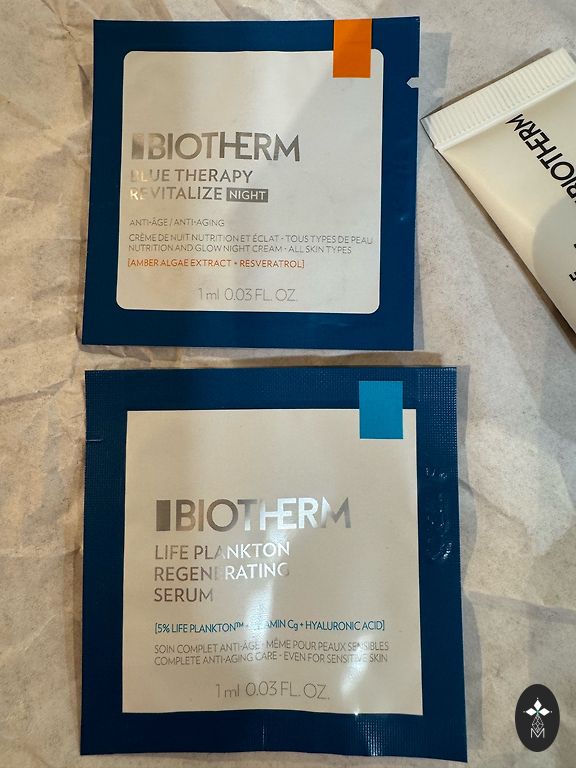 BIOTHERM
BLUE THERAPY
REVITALIZE NIGHT
ANTI-ÂGE / ANTI-AGING
CRÈME DE NUIT NUTRITION ET ÉCLAT - TOUS TYPES DE PEAU
NUTRITION AND GLOW NIGHT CREAM - ALL SKIN TYPES
[AMBER ALGAE EXTRACT + RESVERATROL]
1 ml 0.03 FL. OZ.
BIOTHERM
BIOTHERM
LIFE PLANKTON
REGENERATING
SERUM
[5% LIFE PLANKTON™ + VITAMIN Cg + HYALURONIC ACID]
SOIN COMPLET ANTI-ÂGE - MÊME POUR PEAUX SENSIBLES
COMPLETE ANTI-AGING CARE - EVEN FOR SENSITIVE SKIN
1 ml 0.03 FL. OZ.